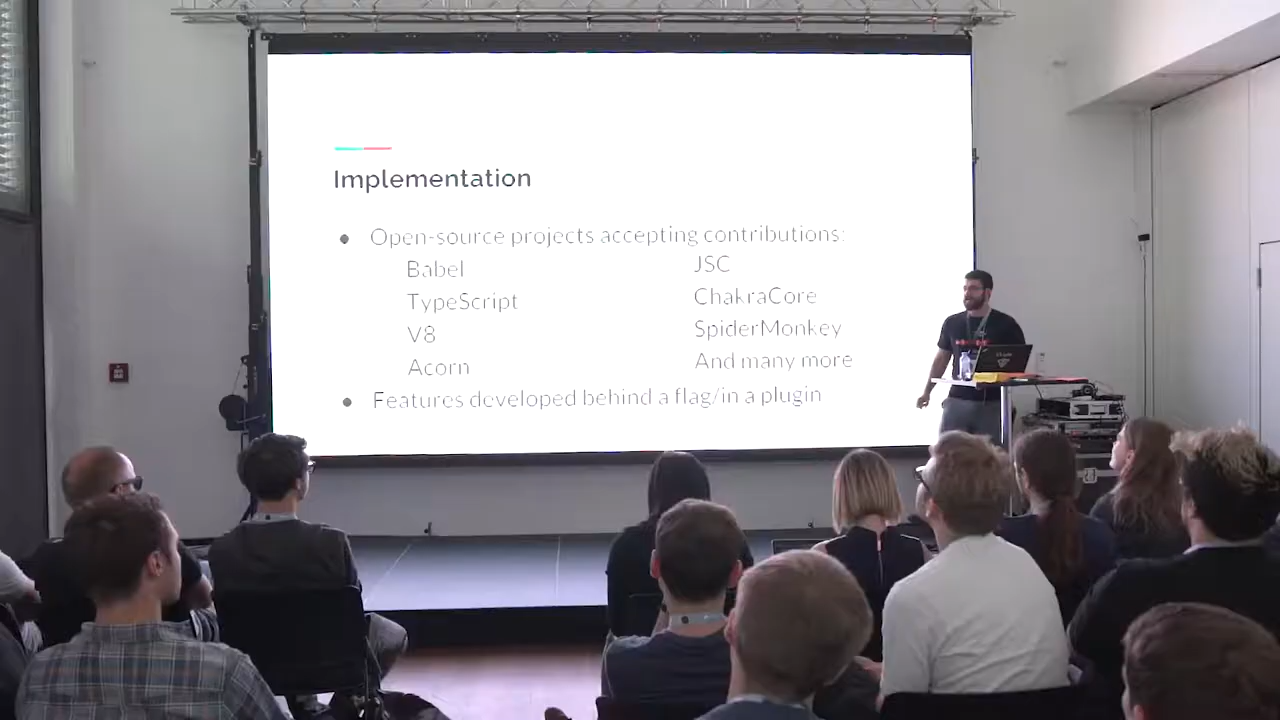 Implementation
● Open-source projects accepting contributions:
Babel
TypeScript
V8
Acorn
JSC
ChakraCore
SpiderMonkey
And many more
● Features developed behind a flag/in a plugin